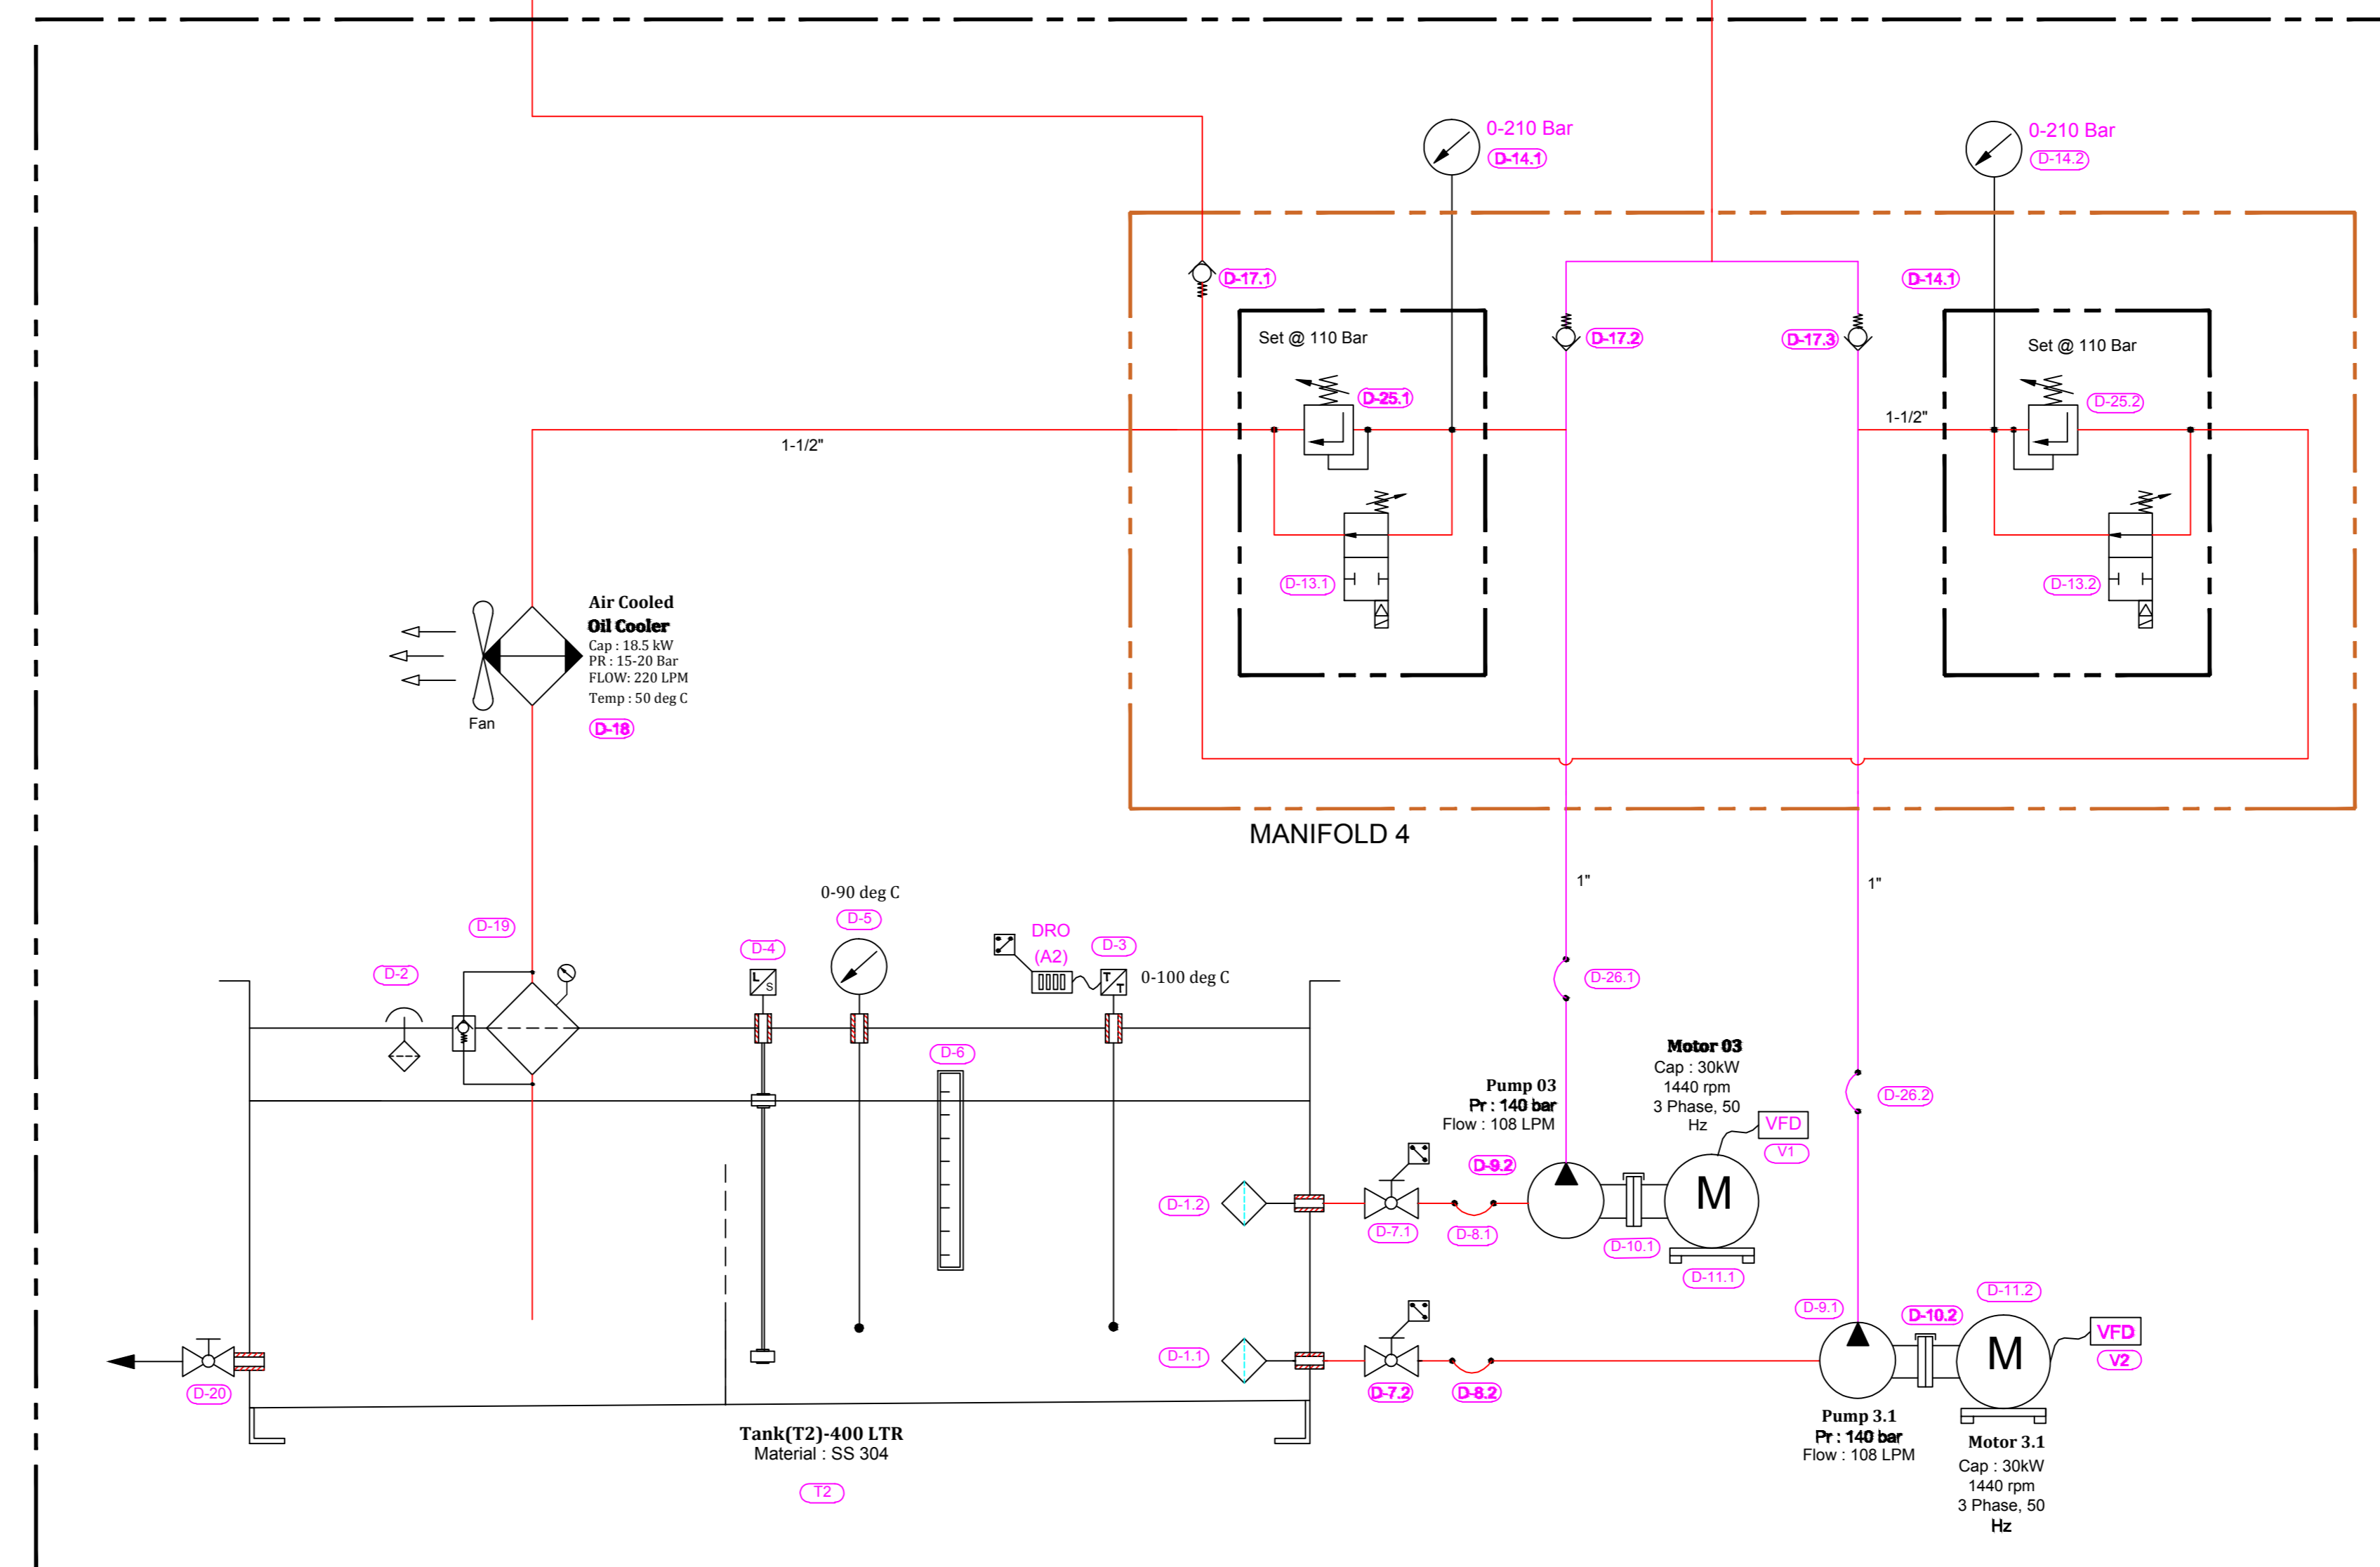 0-210 Bar
D-14.1
0-210 Bar
D-14.2
D-17.1
D-14.1
Set @ 110 Bar
D-17.2
D-17.3
Set @ 110 Bar
D-25.1
D-25.2
1-1/2"
1-1/2"
D-13.1
D-13.2
Air Cooled
Oil Cooler
Cap : 18.5 kW
PR : 15-20 Bar
FLOW: 220 LPM
Temp : 50 deg C
Fan
D-18
MANIFOLD 4
1"
1"
0-90 deg C
D-5
D-19
D-4
DRO
(A2)
D-3
D-2
L
S
T
T
0-100 deg C
D-26.1
D-6
Motor 03
Cap : 30kW
1440 rpm
3 Phase, 50
Hz
Pump 03
Pr : 140 bar
Flow : 108 LPM
D-26.2
VFD
V1
D-9.2
M
D-1.2
D-7.1
D-8.1
D-10.1
D-11.1
D-11.2
D-9.1
D-10.2
VFD
V2
M
D-1.1
D-7.2
D-8.2
D-20
Tank(T2)-400 LTR
Material : SS 304
T2
Pump 3.1
Pr : 140 bar
Flow : 108 LPM
Motor 3.1
Cap : 30kW
1440 rpm
3 Phase, 50
Hz